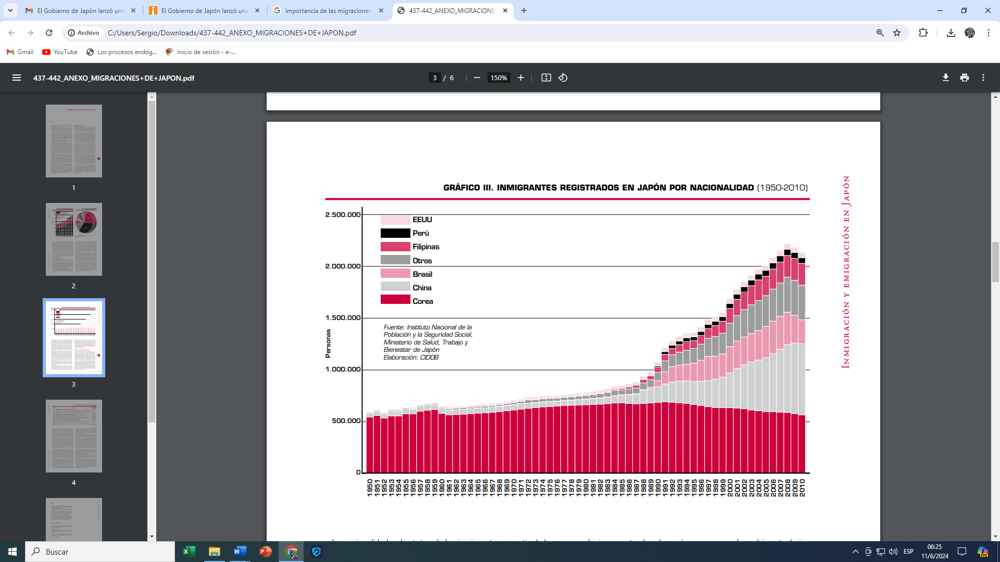 El Gobierno de Japón lanzó una
El Gobierno de Japón lanzó una
importancia de las migraciones
437-442_ANEXO_MIGRACIONES
Archivo
C:/Users/Sergio/Downloads/437-442_ANEXO_MIGRACIONES+DE+JAPON.pdf
Gmail
YouTube
Los procesos endóg...
Inicio de sesión - e-...
437-442_ANEXO_MIGRACIONES+DE+JAPON.pdf
3 / 6
150%
1
2
3
4
GRÁFICO III. INMIGRANTES REGISTRADOS EN JAPÓN POR NACIONALIDAD (1950-2010)
INMIGRACIÓN Y EMIGRACIÓN EN JAPÓN
Personas
2.500.000
2.000.000
1.500.000
1.000.000
500.000
0
EEUU
Perú
Filipinas
Otros
Brasil
China
Corea
Fuente: Instituto Nacional de la
Población y la Seguridad Social,
Ministerio de Salud, Trabajo y
Bienestar de Japón
Elaboración: CIDOB
1950
1951
1952
1953
1954
1955
1956
1957
1958
1959
1960
1961
1962
1963
1964
1965
1966
1967
1968
1969
1970
1971
1972
1973
1974
1975
1976
1977
1978
1979
1980
1981
1982
1983
1984
1985
1986
1987
1988
1989
1990
1991
1992
1993
1994
1995
1996
1997
1998
1999
2000
2001
2002
2003
2004
2005
2006
2007
2008
2009
2010
Buscar
ESP
06:25
11/6/2024